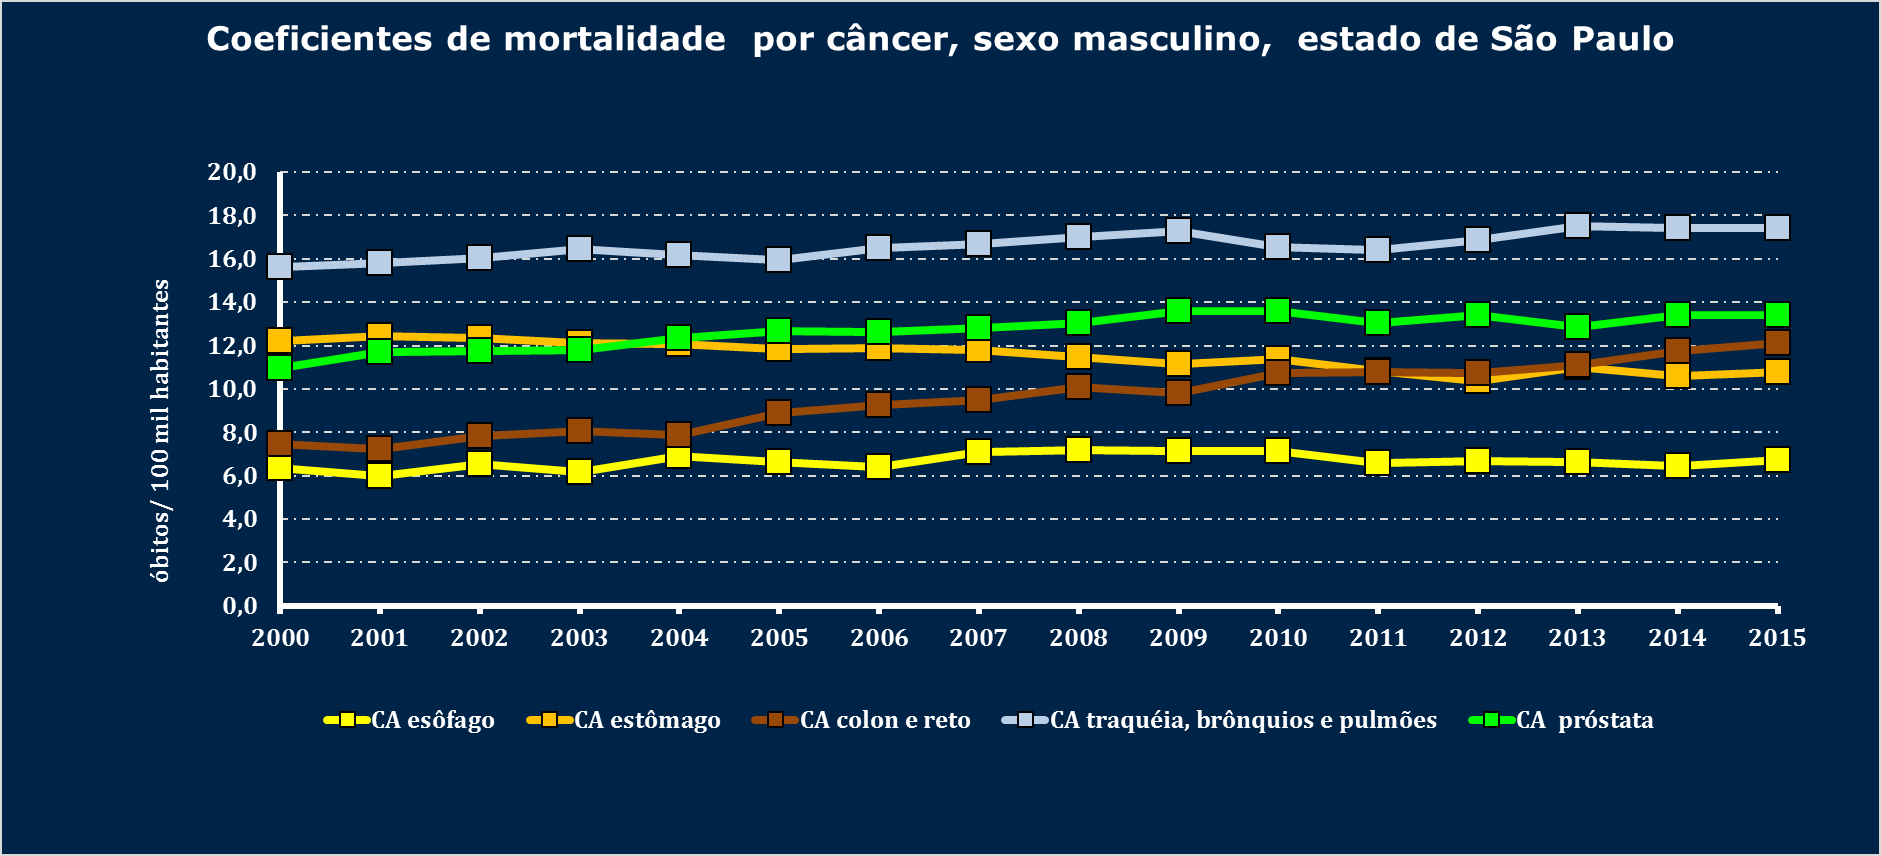 Coeficientes de mortalidade  por câncer, sexo masculino,  estado de São Paulo
óbitos/ 100 mil habitantes
20,0
18,0
16,0
14,0
12,0
10,0
8,0
6,0
4,0
2,0
0,0
2000 2001 2002 2003 2004 2005 2006 2007 2008 2009 2010 2011 2012 2013 2014 2015
CA esôfago CA estômago CA colon e reto CA traquéia, brônquios e pulmões CA  próstata